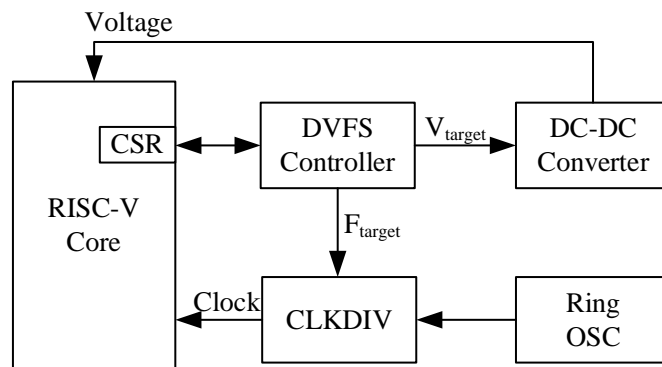 Voltage
CSR
DVFS
Controller
Vtarget
DC-DC
Converter
RISC-V
Core
Ftarget
Clock
CLKDIV
Ring
OSC